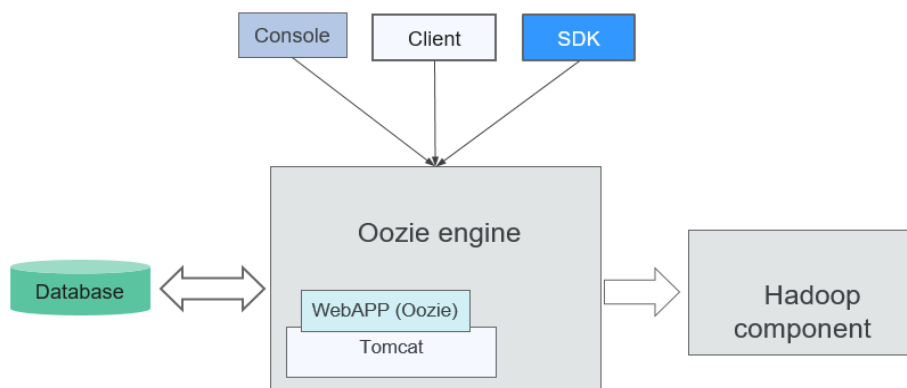 Console
Client
SDK
Oozie engine
Database
WebAPP (Oozie)
Tomcat
Hadoop
component